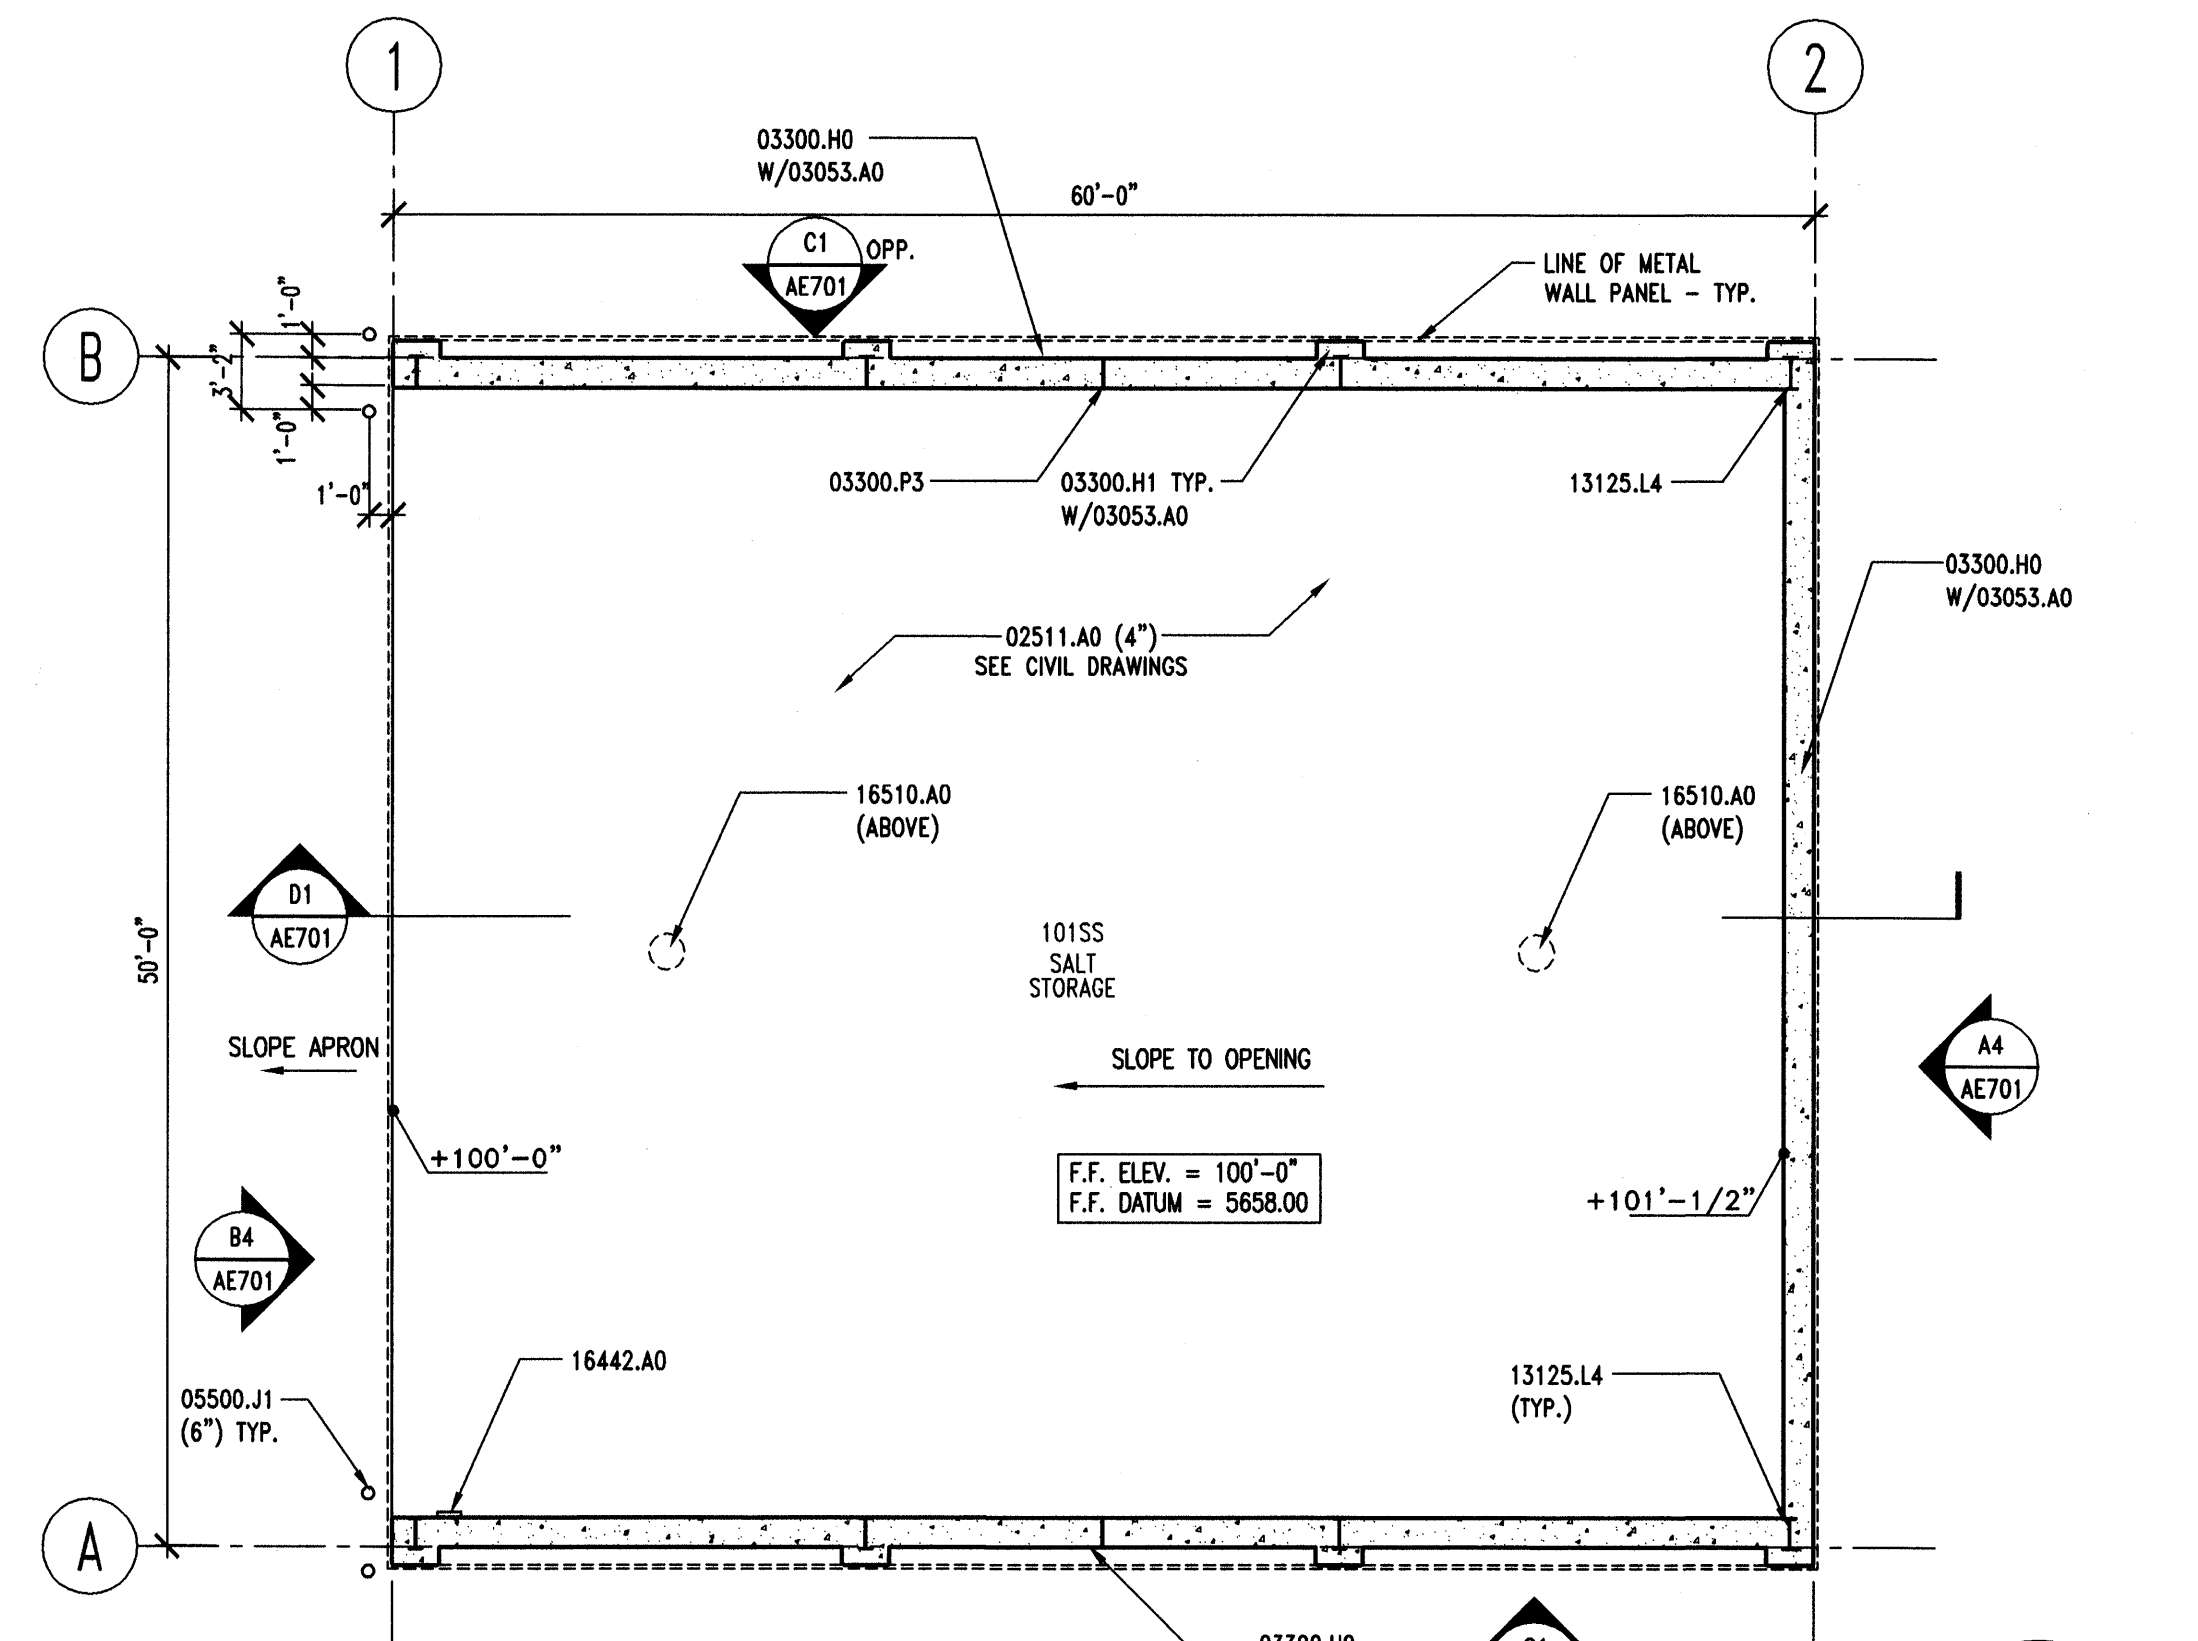 1
2
03300.H0
W/03053.A0
60'-0"
C1
OPP.
AE701
LINE OF METAL
WALL PANEL - TYP.
1'-0"
3'-2"
1'-0"
1'-0"
B
03300.P3
03300.H1 TYP.
W/03053.A0
13125.L4
03300.H0
W/03053.A0
02511.A0 (4")
SEE CIVIL DRAWINGS
16510.A0
(ABOVE)
16510.A0
(ABOVE)
D1
AE701
50'-0"
101SS
SALT
STORAGE
SLOPE APRON
SLOPE TO OPENING
A4
AE701
+100'-0"
F.F. ELEV. = 100'-0"
F.F. DATUM = 5658.00
+101'-1/2"
B4
AE701
16442.A0
05500.J1
(6") TYP.
13125.L4
(TYP.)
A